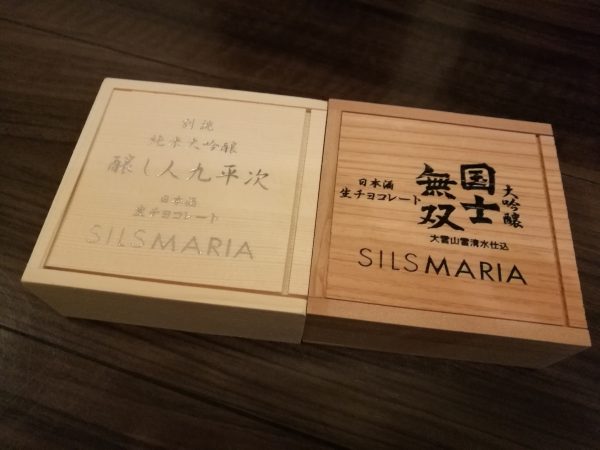 別誂
純米大吟醸
醸し人九平次
日本酒
生チョコレート
SILSMARIA
国士
無双
大吟醸
日本酒
生チョコレート
大雪山雪清水仕込
SILSMARIA